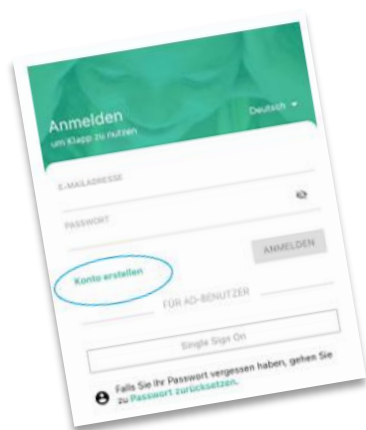 Anmelden
um Klapp zu nutzen
Deutsch
E-MAILADRESSE
PASSWORT
ANMELDEN
Konto erstellen
FÜR AD-BENUTZER
Single Sign On
Falls Sie Ihr Passwort vergessen haben, gehen Sie
zu Passwort zurücksetzen.